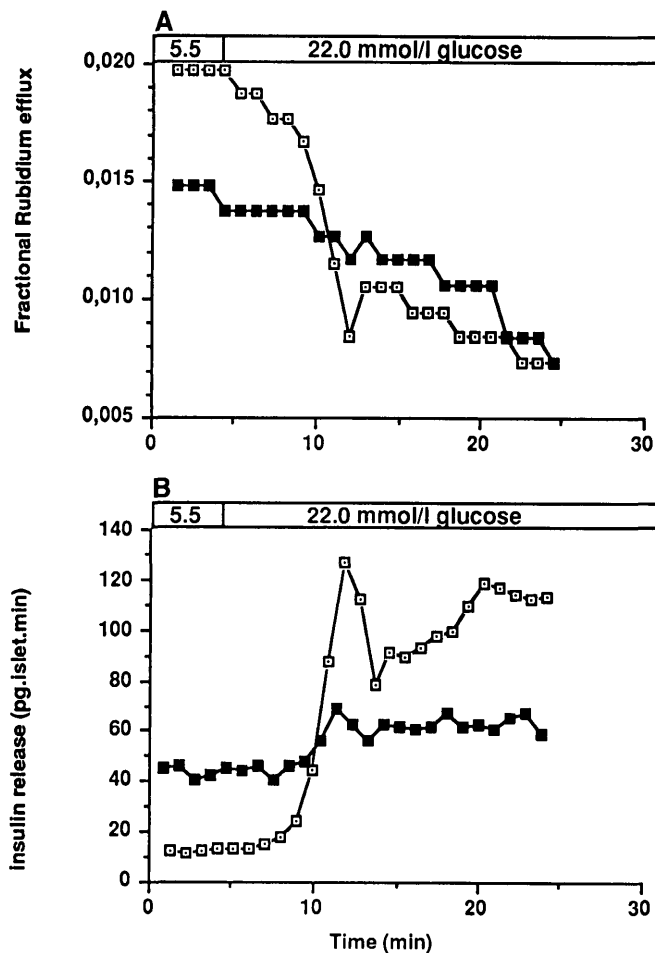 A
5.5 22.0 mmol/l glucose
Fractional Rubidium efflux
0,020
0,015
0,010
0,005
0 10 20 30
B
5.5 22.0 mmol/l glucose
insulin release (pg.islet.min)
140
120
100
80
60
40
20
0
0 10 20 30
Time (min)